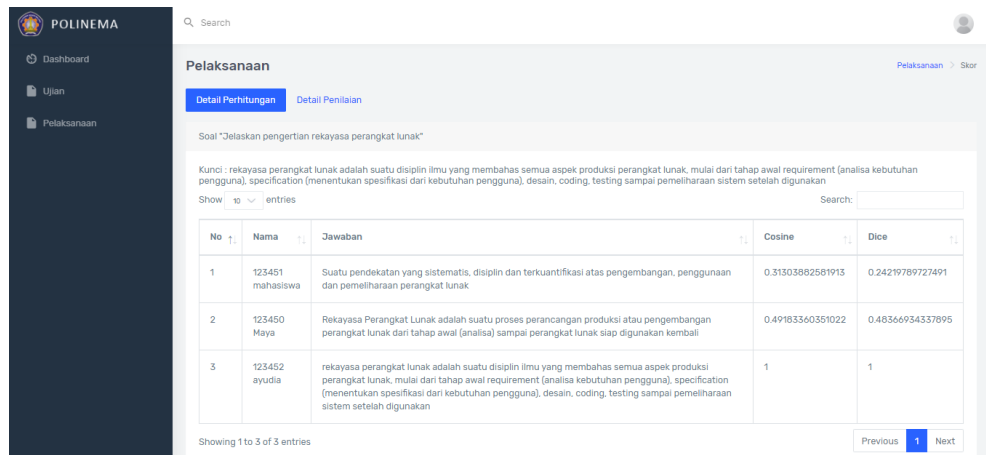 POLINEMA
Search
Dashboard
Ujian
Pelaksanaan
Pelaksanaan
Pelaksanaan > Skor
Detail Perhitungan Detail Penilaian
Soal "Jelaskan pengertian rekayasa perangkat lunak"
Kunci : rekayasa perangkat lunak adalah suatu disiplin ilmu yang membahas semua aspek produksi perangkat lunak, mulai dari tahap awal requirement (analisa kebutuhan
pengguna), specification (menentukan spesifikasi dari kebutuhan pengguna), desain, coding, testing sampai pemeliharaan sistem setelah digunakan
Show 10 entries
Search:
No Nama Jawaban Cosine Dice
1 123451 Suatu pendekatan yang sistematis, disiplin dan terkuantifikasi atas pengembangan, penggunaan 0.31303882581913 0.24219789727491
mahasiswa dan pemeliharaan perangkat lunak
2 123450 Rekayasa Perangkat Lunak adalah suatu proses perancangan produksi atau pengembangan 0.49183360351022 0.48366934337895
Maya perangkat lunak dari tahap awal (analisa) sampai perangkat lunak siap digunakan kembali
3 123452 rekayasa perangkat lunak adalah suatu disiplin ilmu yang membahas semua aspek produksi 1 1
ayudia perangkat lunak, mulai dari tahap awal requirement (analisa kebutuhan pengguna), specification
(menentukan spesifikasi dari kebutuhan pengguna), desain, coding, testing sampai pemeliharaan
sistem setelah digunakan
Showing 1 to 3 of 3 entries
Previous 1 Next